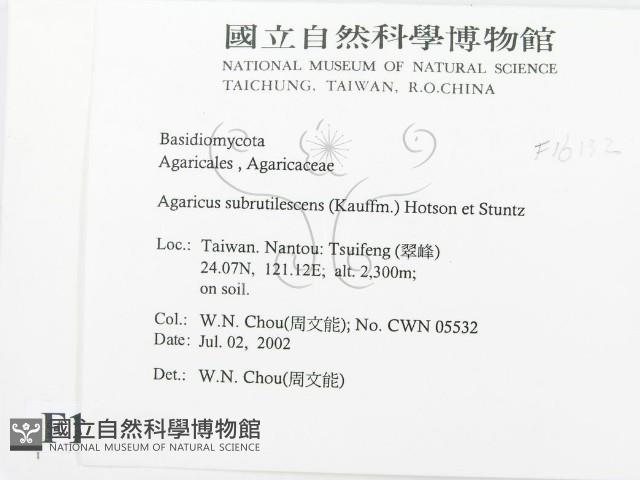 國立自然科學博物館
NATIONAL MUSEUM OF NATURAL SCIENCE
TAICHUNG, TAIWAN, R.O.CHINA
F16132
Basidiomycota
Agaricales , Agaricaceae
Agaricus subrutilescens (Kauffm.) Hotson et Stuntz
Loc.: Taiwan. Nantou: Tsuifeng (翠峰)
24.07N, 121.12E; alt. 2,300m;
on soil.
Col.: W.N. Chou(周文能); No. CWN 05532
Date: Jul. 02, 2002
Det.: W.N. Chou(周文能)
國立自然科學博物館
NATIONAL MUSEUM OF NATURAL SCIENCE